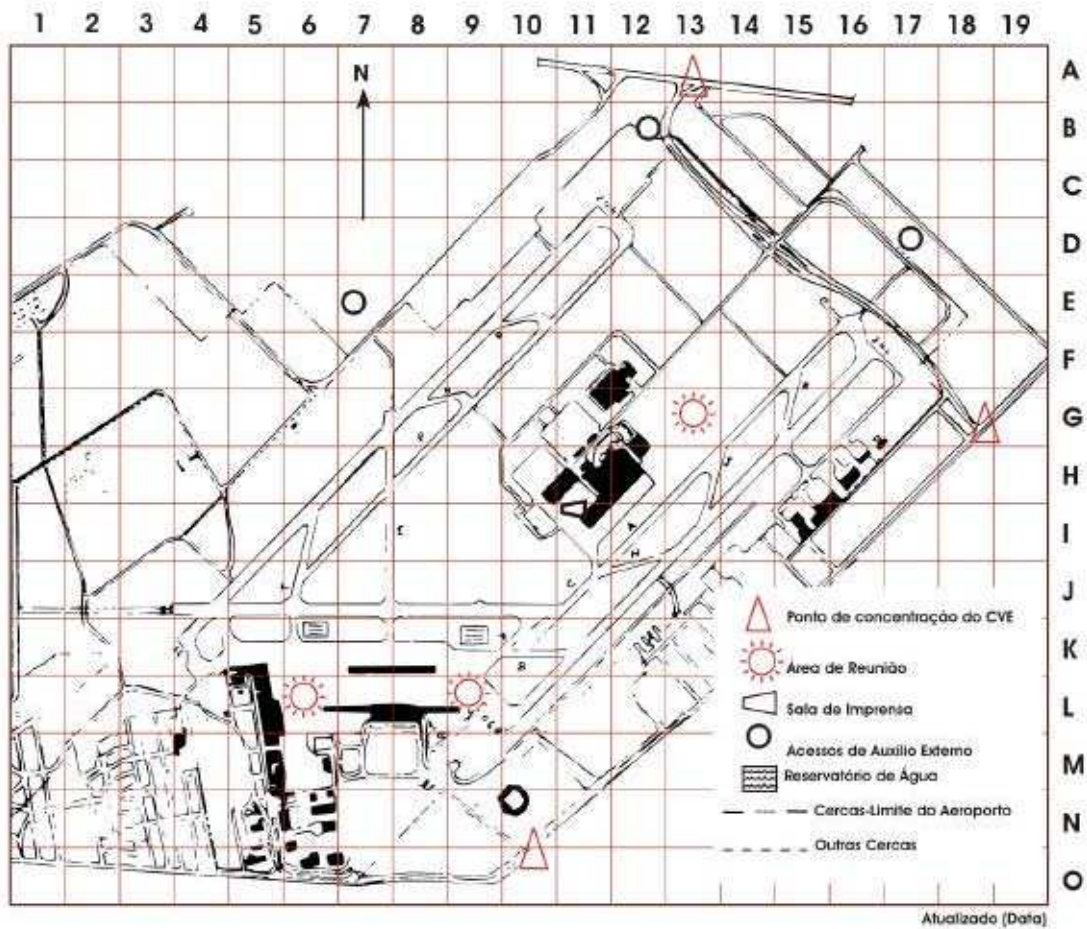 1 2 3 4 5 6 7 8 9 10 11 12 13 14 15 16 17 18 19
N
A
B
C
D
E
F
G
H
I
J
K
L
M
N
O
Ponto de concentração do CVE
Area de Reunião
Sala de Imprensa
Acessos de Auxílio Externo
Reservatório de Água
Cercas-Limite do Aeroporto
Outras Cercas
Atualizado (Data)